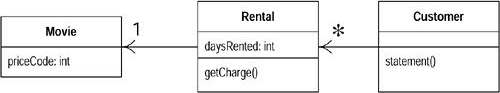 Movie
priceCode: int
1
Rental
daysRented: int
getCharge()
*
Customer
statement()